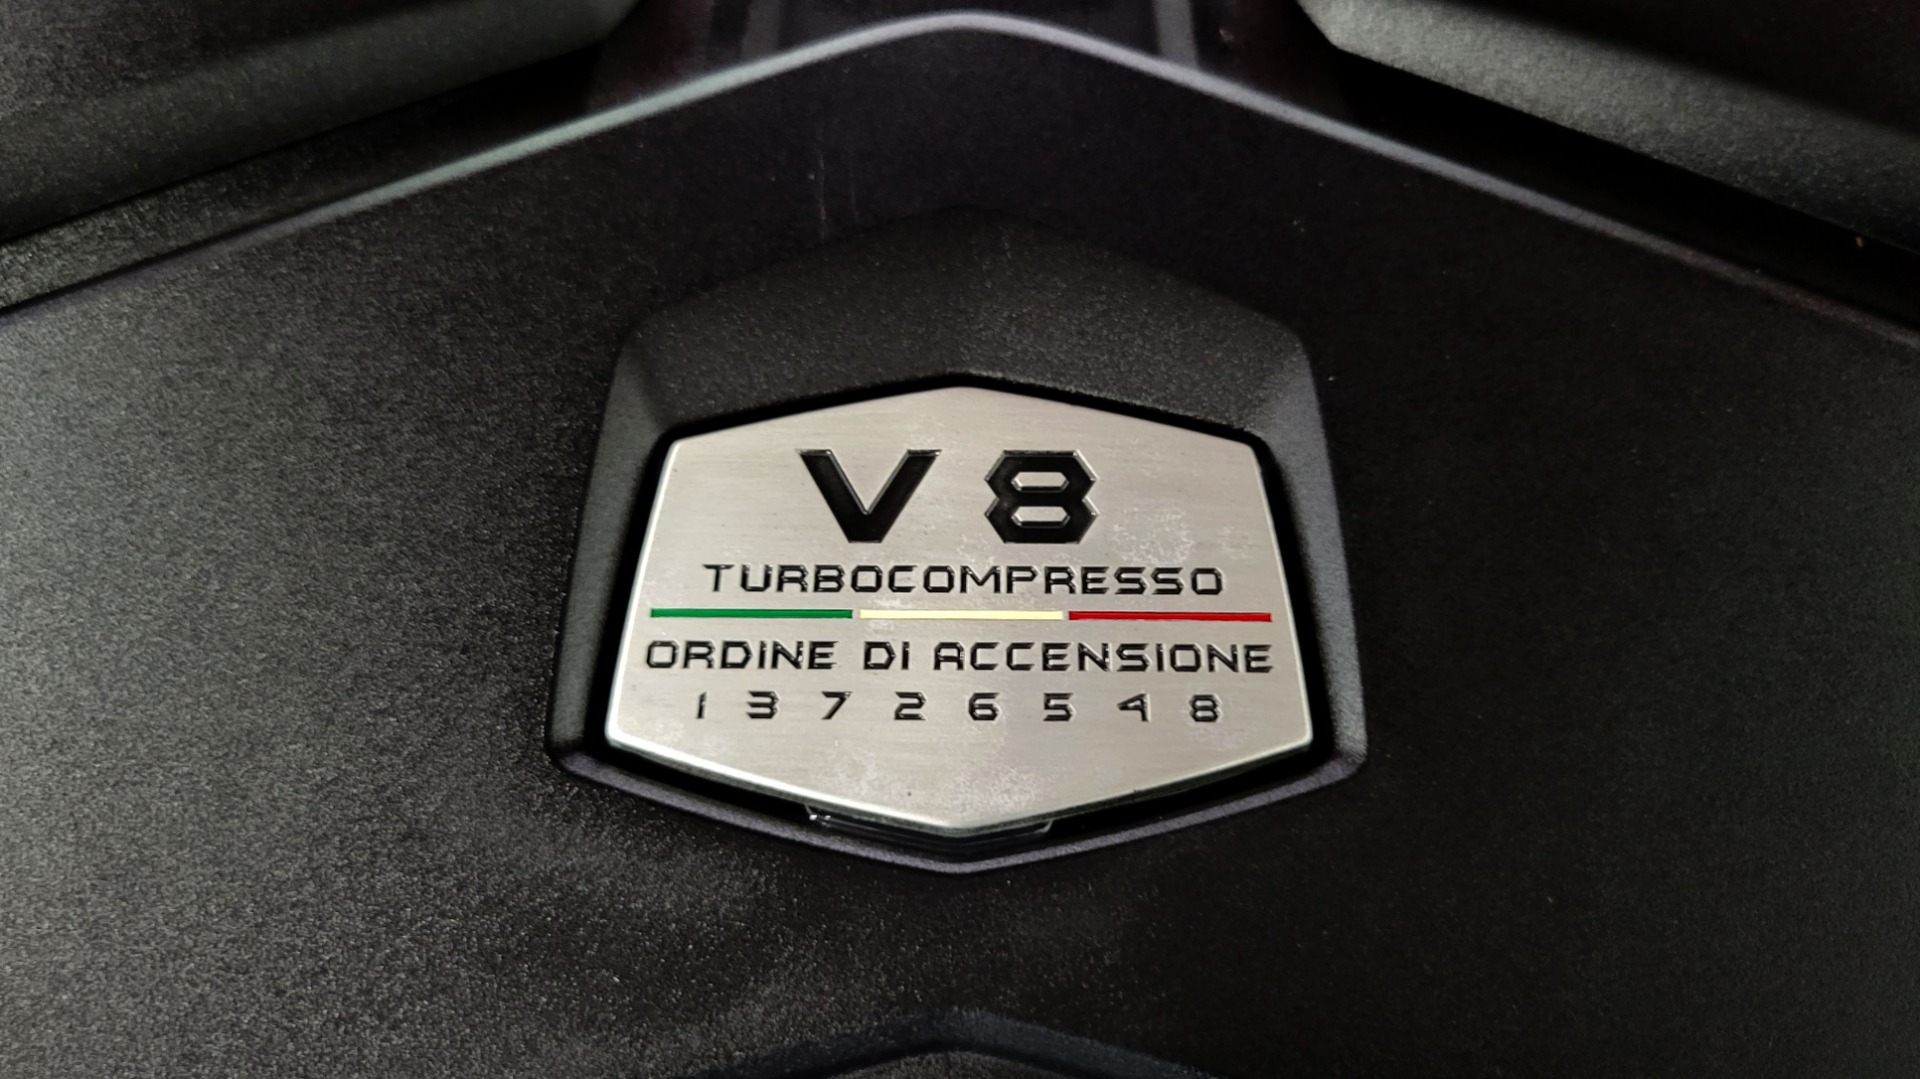 V8
TURBOCOMPRESSO
ORDINE DI ACCENSIONE
1 3 7 2 6 5 4 8